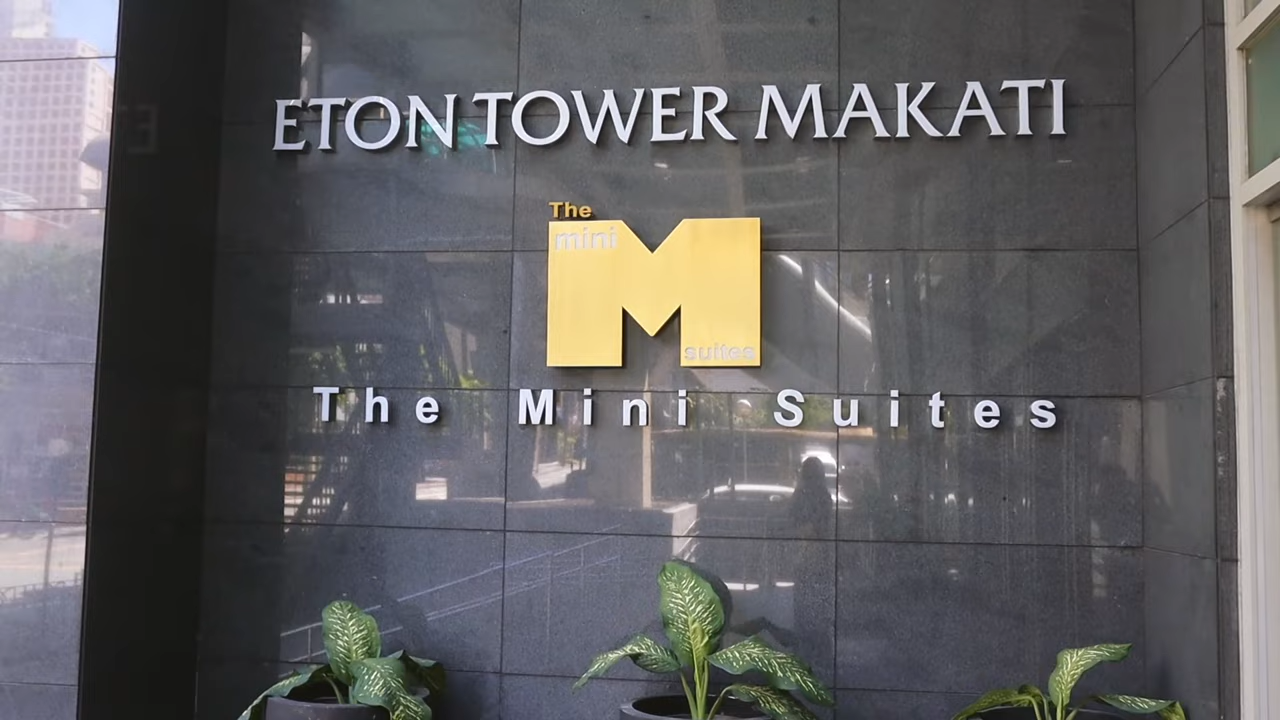 ETON TOWER MAKATI
The
mini
M
suites
The Mini Suites